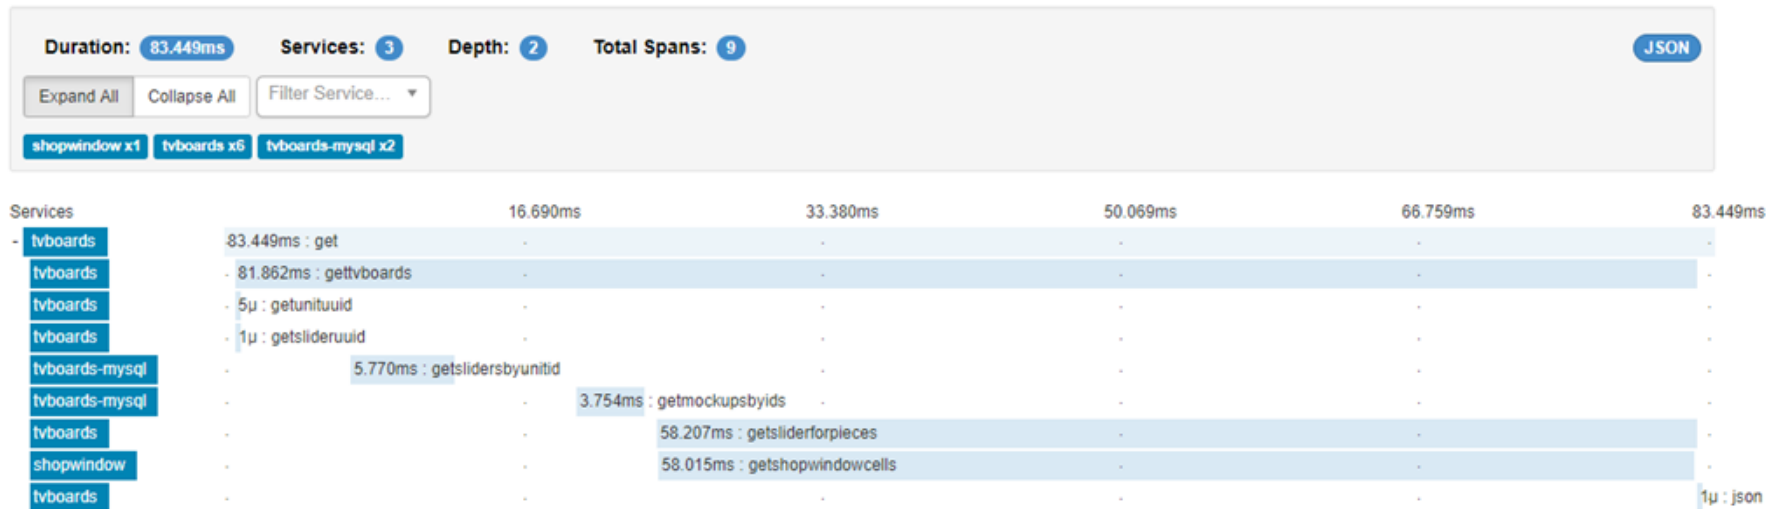 Duration: 83.449ms Services: 3 Depth: 2 Total Spans: 9 JSON
Expand All Collapse All Filter Service...
shopwindow x1 tvboards x6 tvboards-mysql x2
Services 16.690ms 33.380ms 50.069ms 66.759ms 83.449ms
- tvboards 83.449ms : get
tvboards 81.862ms : gettvboards
tvboards 5μ : getunituuid
tvboards 1μ : getslideruuid
tvboards-mysql 5.770ms : getslidersbyunitid
tvboards-mysql 3.754ms : getmockupsbyids
tvboards 58.207ms : getsliderforpieces
shopwindow 58.015ms : getshopwindowcells
tvboards 1μ : json